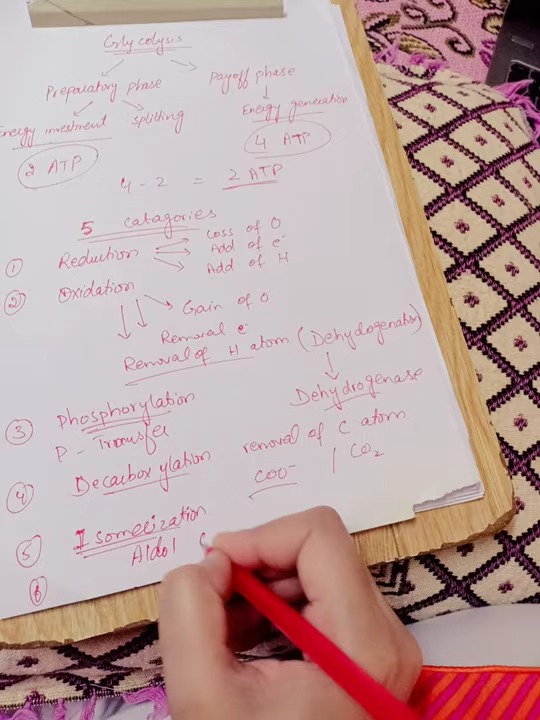 Glycolysis
Preparatory phase payoff phase
Energy investment splitting Energy generation
2 ATP 4 ATP
4 - 2 = 2 ATP
5 catagories
① Reduction Loss of O
Add of e⁻
Add of H
② Oxidation Gain of O
Removal e⁻
Removal of H atom (Dehydogenation)
Dehydrogenase
③ Phosphorylation
P - Transfer
④ Decarboxylation removal of C atom
COO⁻ / CO₂
⑤ Isomerization
Aldol
⑥